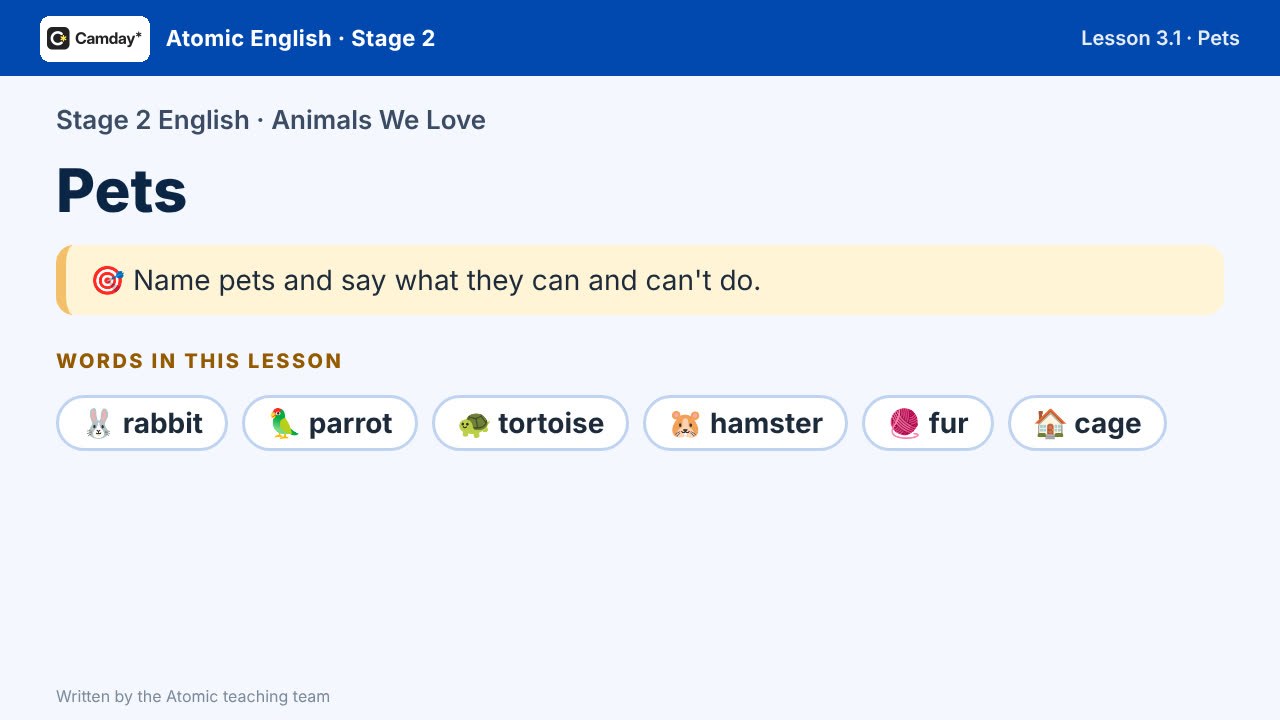 Camday*
Atomic English · Stage 2
Lesson 3.1 · Pets
Stage 2 English · Animals We Love
Pets
🎯 Name pets and say what they can and can't do.
WORDS IN THIS LESSON
🐰 rabbit 🦜 parrot 🐢 tortoise 🐹 hamster 🧶 fur 🏠 cage
Written by the Atomic teaching team